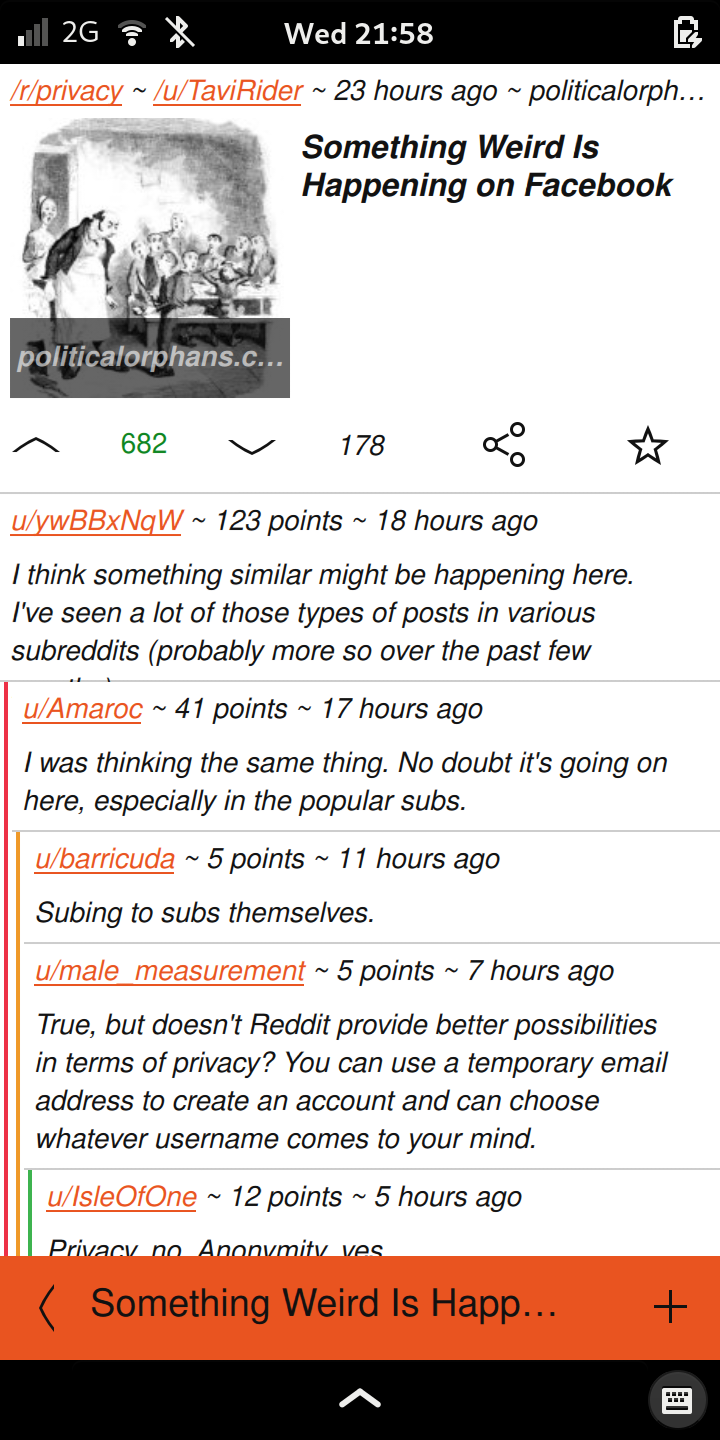 2G Wed 21:58
/r/privacy ~ /u/TaviRider ~ 23 hours ago ~ politicalorph…
Something Weird Is
Happening on Facebook
politicalorphans.c…
682 178
u/ywBBxNqW ~ 123 points ~ 18 hours ago
I think something similar might be happening here.
I've seen a lot of those types of posts in various
subreddits (probably more so over the past few
u/Amaroc ~ 41 points ~ 17 hours ago
I was thinking the same thing. No doubt it's going on
here, especially in the popular subs.
u/barricuda ~ 5 points ~ 11 hours ago
Subing to subs themselves.
u/male_measurement ~ 5 points ~ 7 hours ago
True, but doesn't Reddit provide better possibilities
in terms of privacy? You can use a temporary email
address to create an account and can choose
whatever username comes to your mind.
u/IsleOfOne ~ 12 points ~ 5 hours ago
Privacy, no. Anonymity, yes.
Something Weird Is Happ…